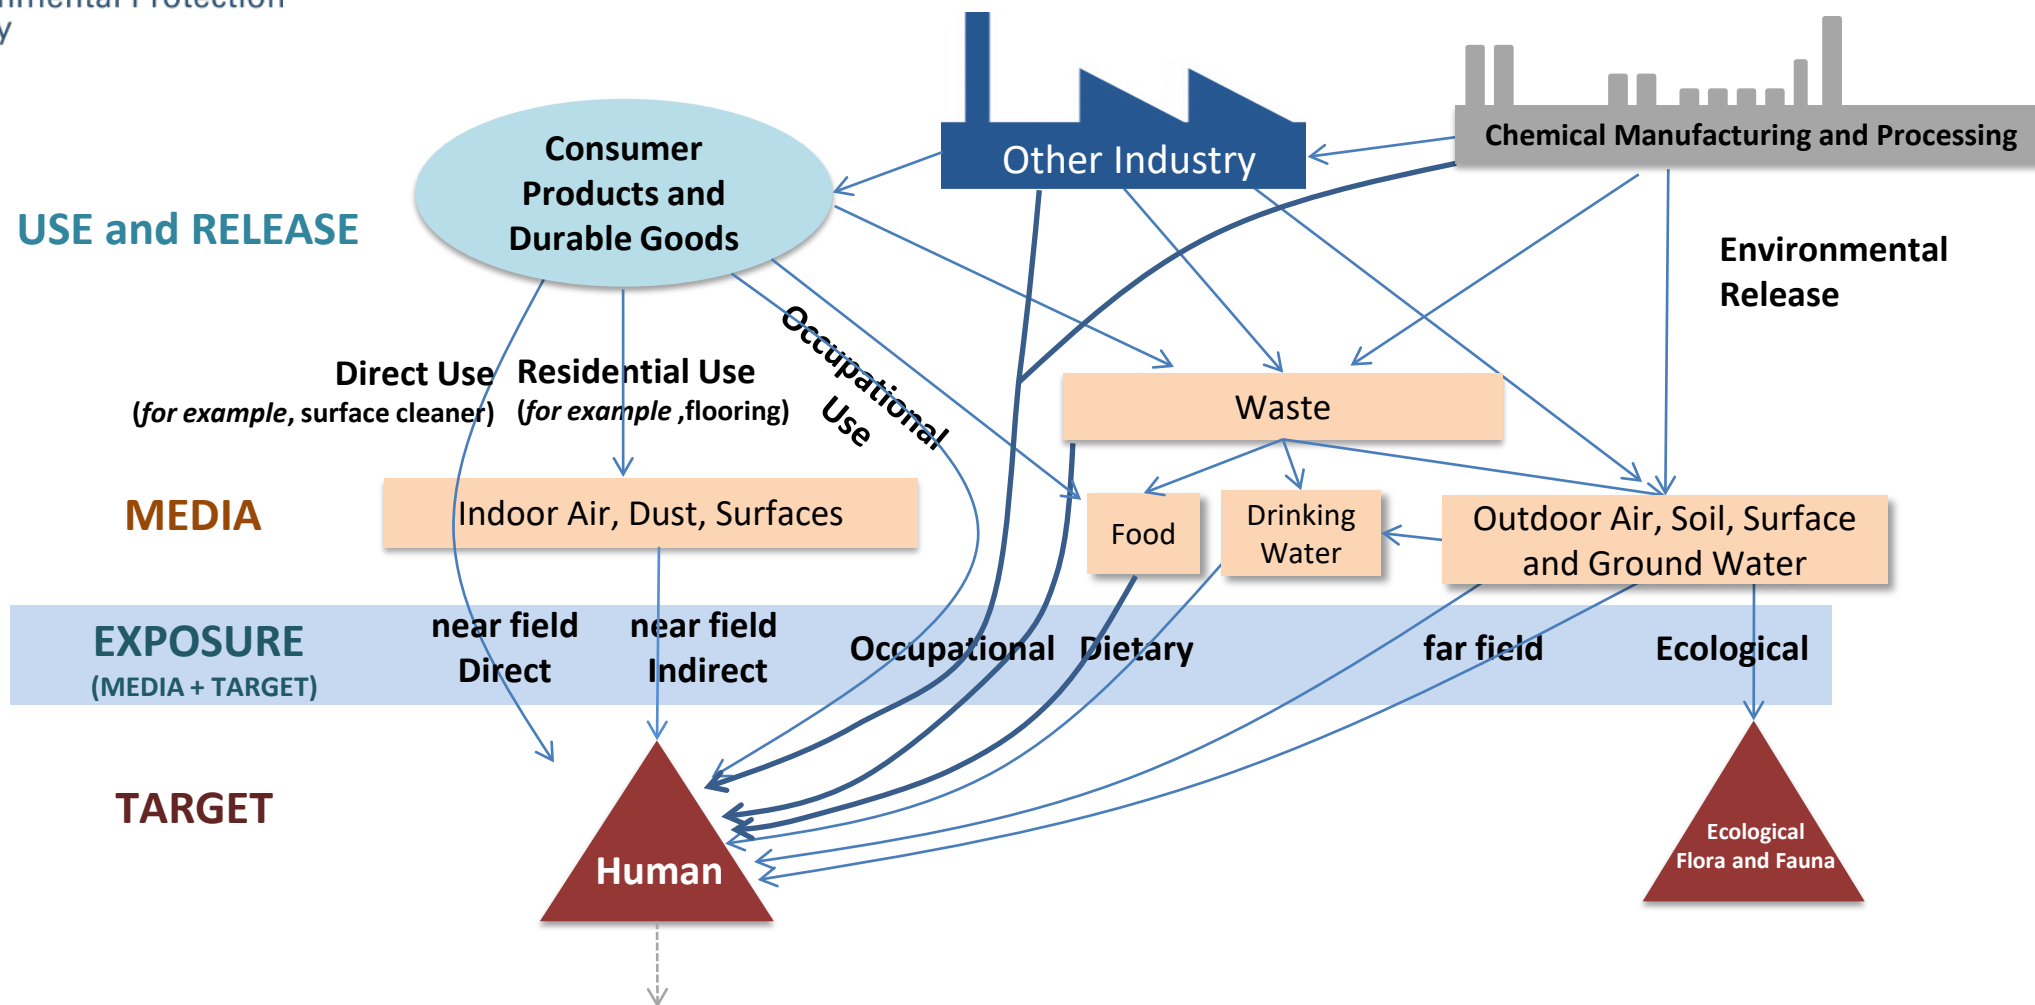 Protection
Other Industry
Chemical Manufacturing and Processing
Consumer
Products and
Durable Goods
USE and RELEASE
Environmental
Release
Occupational
Use
Direct Use
(for example, surface cleaner)
Residential Use
(for example ,flooring)
Waste
MEDIA
Indoor Air, Dust, Surfaces
Food
Drinking
Water
Outdoor Air, Soil, Surface
and Ground Water
EXPOSURE
(MEDIA + TARGET)
near field
Direct
near field
Indirect
Occupational
Dietary
far field
Ecological
TARGET
Human
Ecological
Flora and Fauna